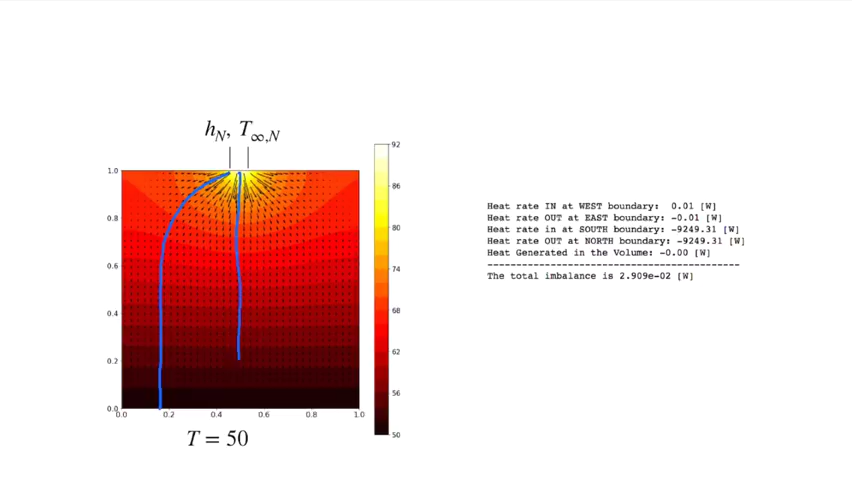 hN, T∞,N
1.0
0.8
0.6
0.4
0.2
0.0
0.0 0.2 0.4 0.6 0.8 1.0
92
86
80
74
68
62
56
50
T = 50
Heat rate IN at WEST boundary: 0.01 [W]
Heat rate OUT at EAST boundary: -0.01 [W]
Heat rate in at SOUTH boundary: -9249.31 [W]
Heat rate OUT at NORTH boundary: -9249.31 [W]
Heat Generated in the Volume: -0.00 [W]
------------------------------------------------
The total imbalance is 2.909e-02 [W]